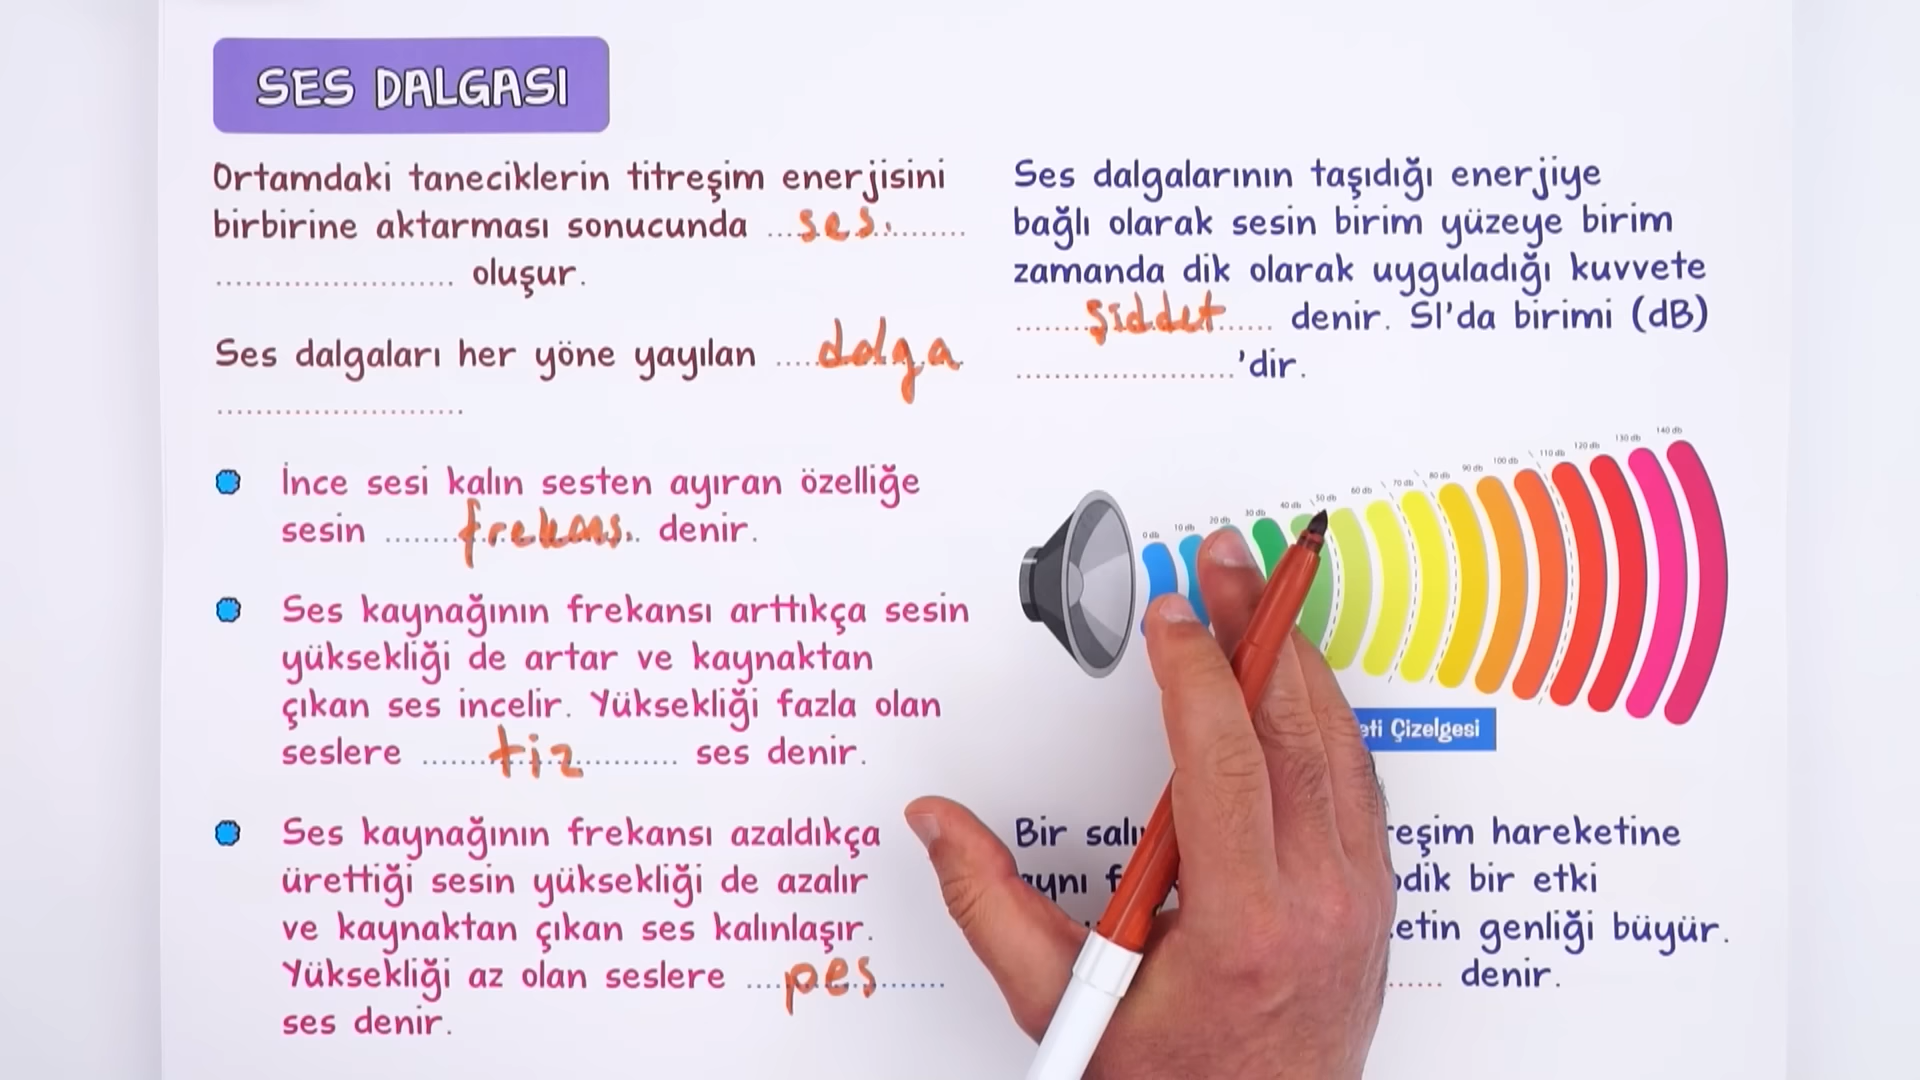 SES DALGASI
Ortamdaki taneciklerin titreşim enerjisini
birbirine aktarması sonucunda ....ses.........
........................ oluşur.
Ses dalgaları her yöne yayılan ....dalga
.........................
İnce sesi kalın sesten ayıran özelliğe
sesin ........frekans.. denir.
Ses kaynağının frekansı arttıkça sesin
yüksekliği de artar ve kaynaktan
çıkan ses incelir. Yüksekliği fazla olan
seslere .......tiz.......... ses denir.
Ses kaynağının frekansı azaldıkça
ürettiği sesin yüksekliği de azalır
ve kaynaktan çıkan ses kalınlaşır.
Yüksekliği az olan seslere ....pes.......
ses denir.
Ses dalgalarının taşıdığı enerjiye
bağlı olarak sesin birim yüzeye birim
zamanda dik olarak uyguladığı kuvvete
.......şiddet..... denir. SI'da birimi (dB)
......................'dir.
0 db 10 db 20 db 30 db 40 db 50 db 60 db 70 db 80 db 90 db 100 db 110 db 120 db 130 db 140 db
Çizelgesi
Bir hareketine
bir etki
genliği büyür.
...... denir.